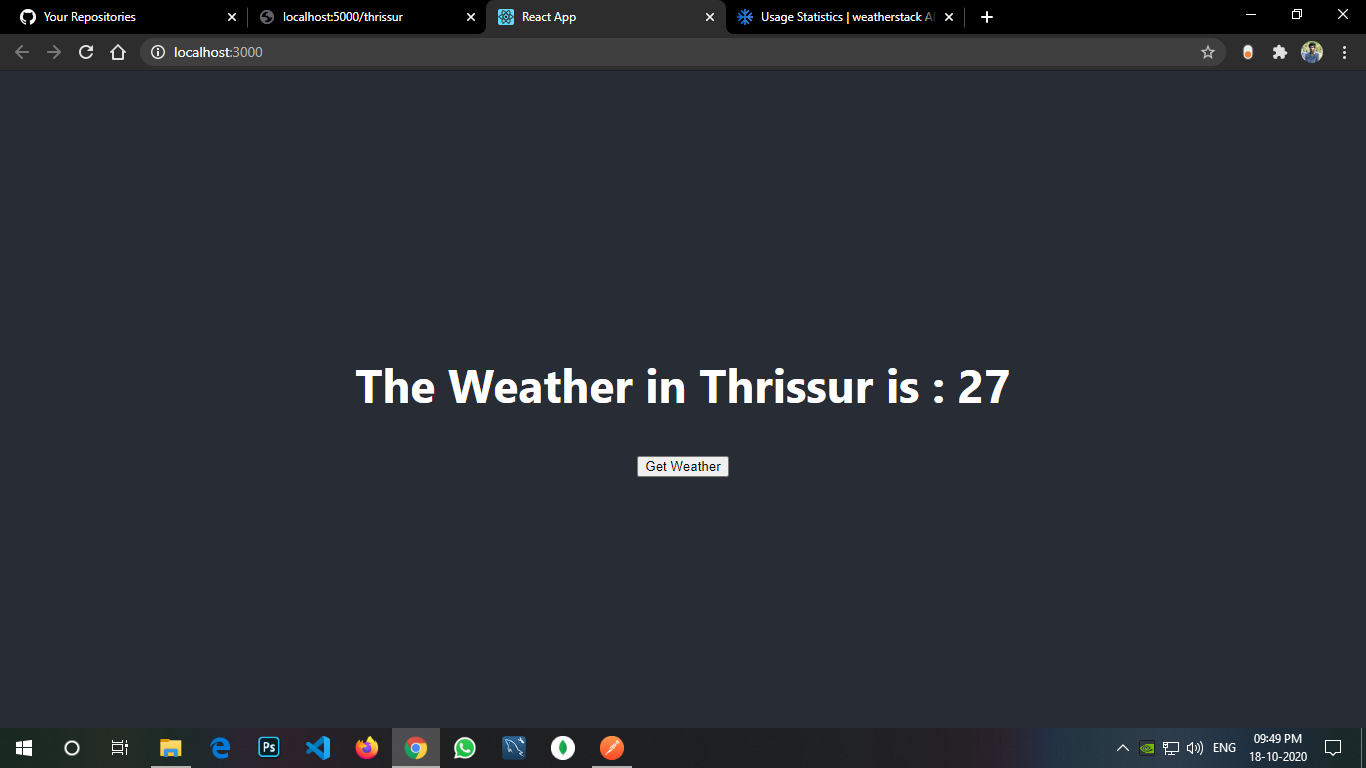 Your Repositories
localhost:5000/thrissur
React App
Usage Statistics | weatherstack A
localhost:3000
The Weather in Thrissur is : 27
Get Weather
Ps
ENG
09:49 PM
18-10-2020